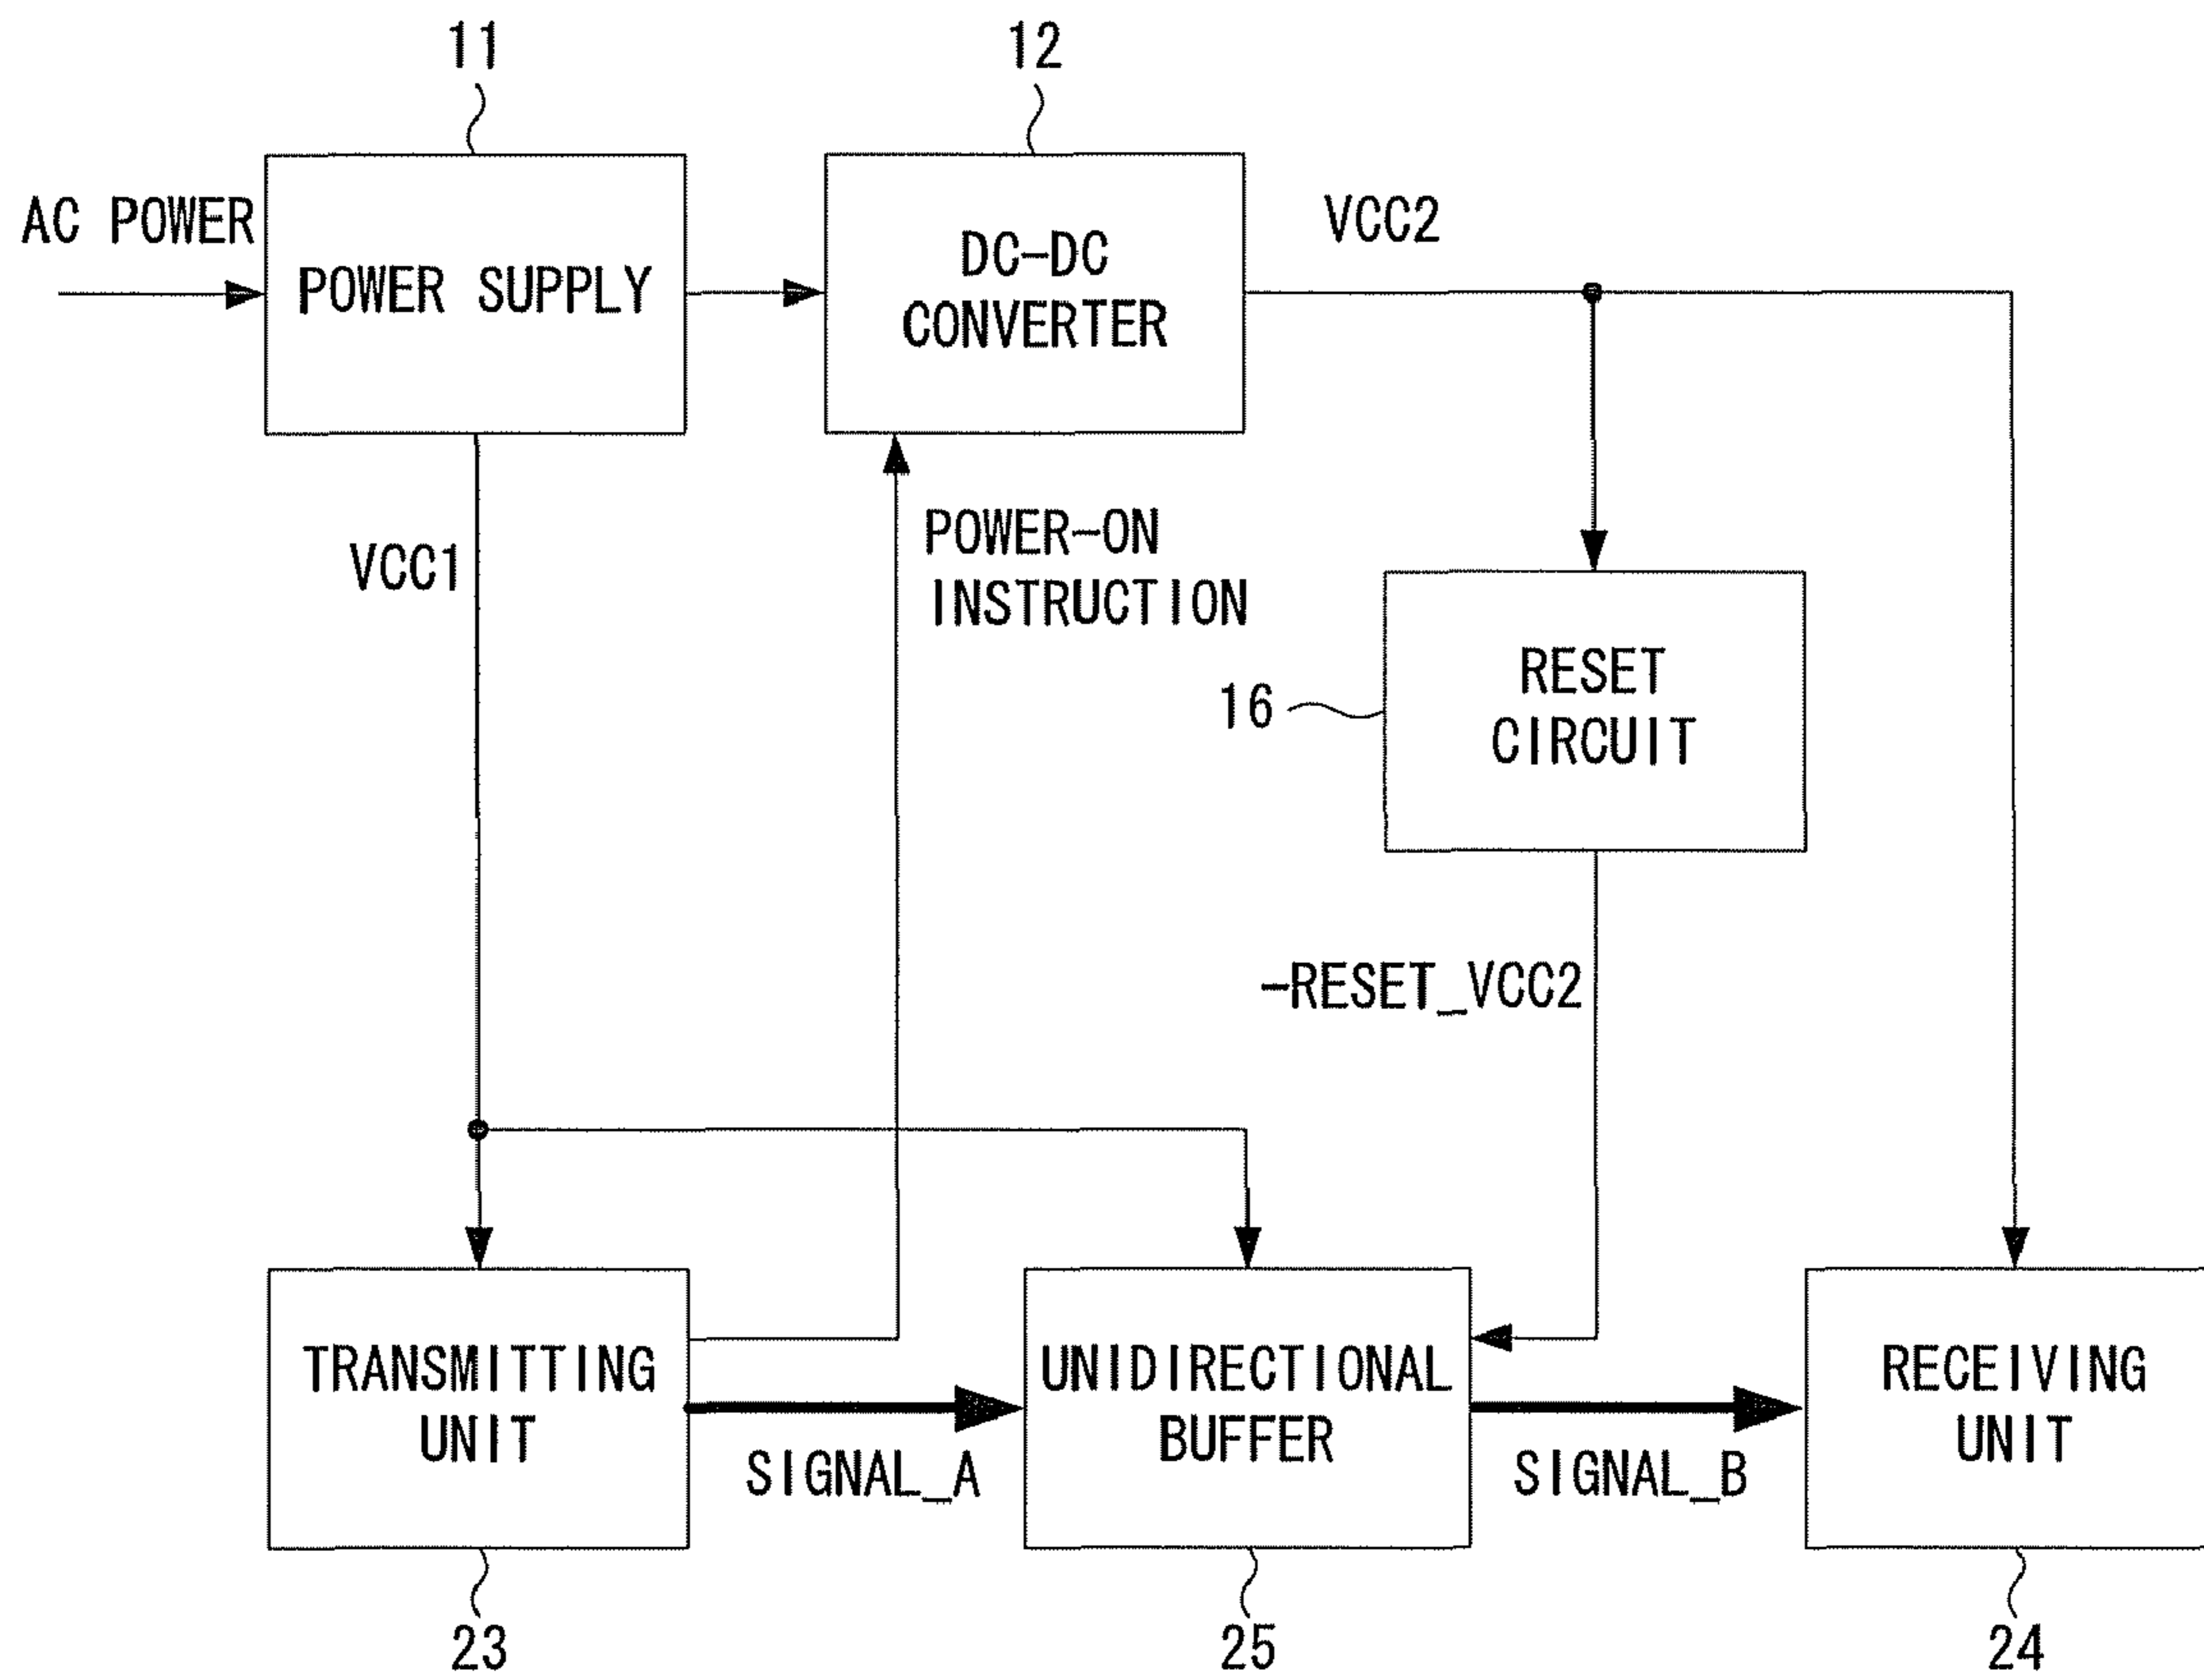 11
12
AC POWER
POWER SUPPLY
DC-DC
CONVERTER
VCC2
VCC1
POWER-ON
INSTRUCTION
16
RESET
CIRCUIT
-RESET_VCC2
TRANSMITTING
UNIT
SIGNAL_A
UNIDIRECTIONAL
BUFFER
SIGNAL_B
RECEIVING
UNIT
23
25
24